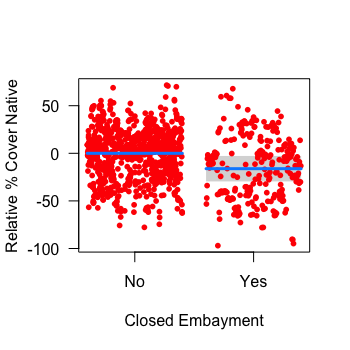 Relative % Cover Native
50
0
-50
-100
No Yes
Closed Embayment